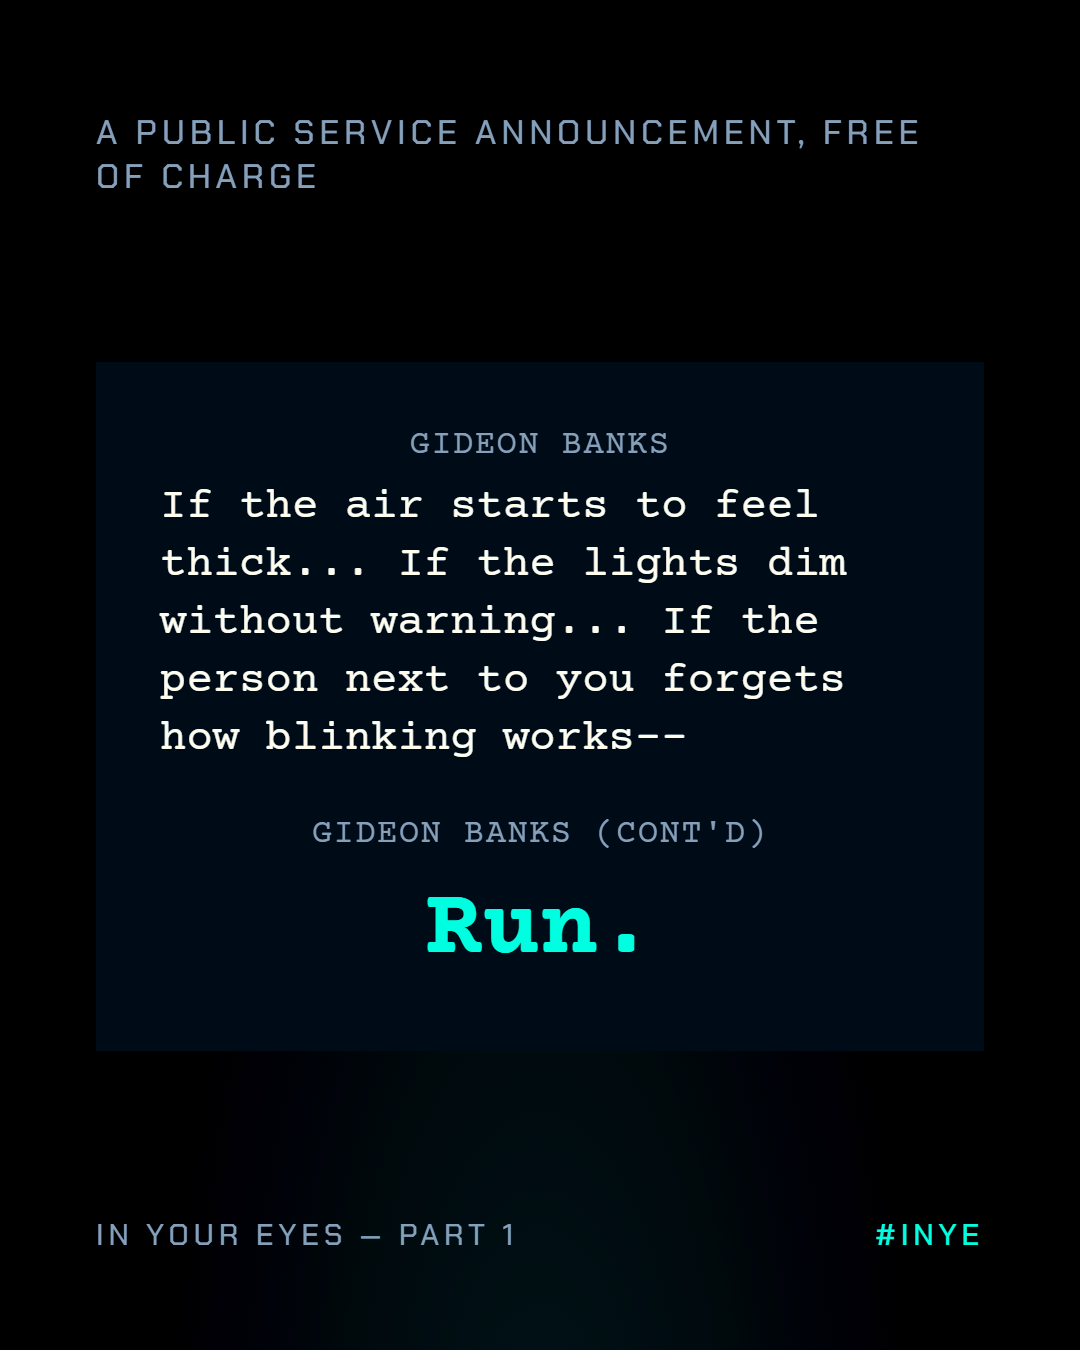 A PUBLIC SERVICE ANNOUNCEMENT, FREE
OF CHARGE
GIDEON BANKS
If the air starts to feel
thick... If the lights dim
without warning... If the
person next to you forgets
how blinking works--
GIDEON BANKS (CONT'D)
Run.
IN YOUR EYES — PART 1
#INYE